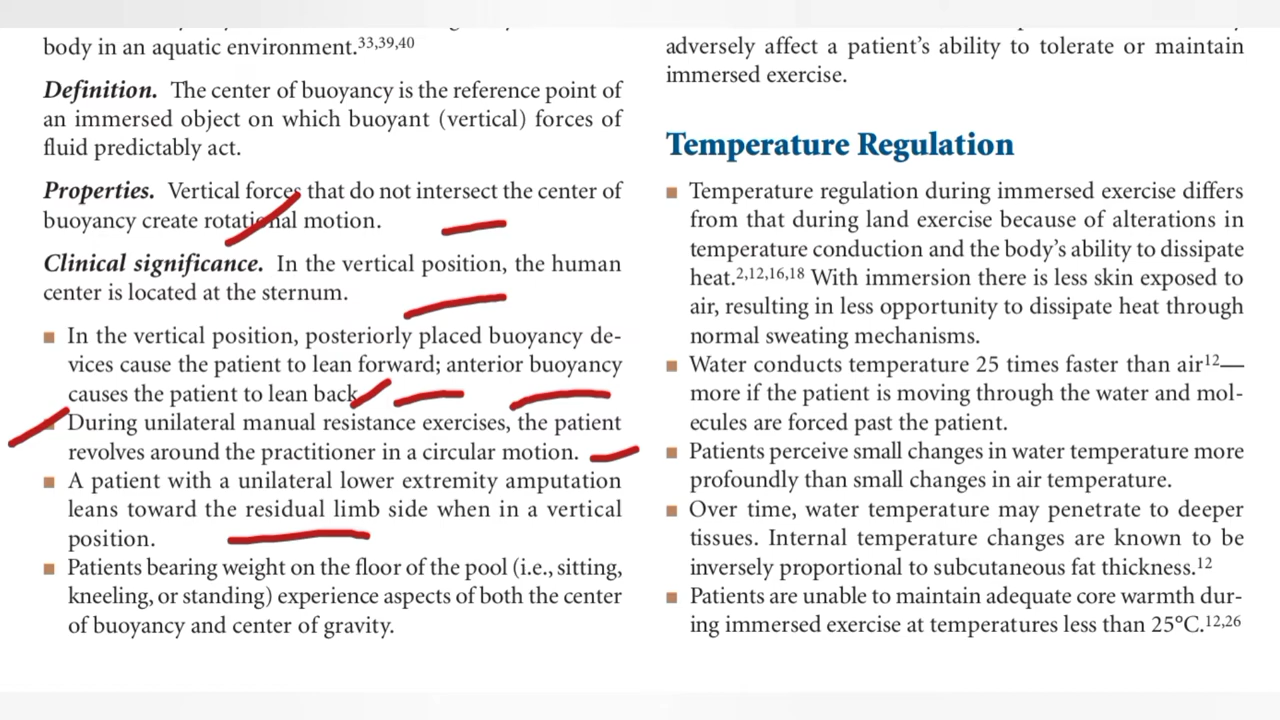 body in an aquatic environment.33,39,40
Definition. The center of buoyancy is the reference point of
an immersed object on which buoyant (vertical) forces of
fluid predictably act.
Properties. Vertical forces that do not intersect the center of
buoyancy create rotational motion.
Clinical significance. In the vertical position, the human
center is located at the sternum.
■ In the vertical position, posteriorly placed buoyancy de-
vices cause the patient to lean forward; anterior buoyancy
causes the patient to lean back.
■ During unilateral manual resistance exercises, the patient
revolves around the practitioner in a circular motion.
■ A patient with a unilateral lower extremity amputation
leans toward the residual limb side when in a vertical
position.
■ Patients bearing weight on the floor of the pool (i.e., sitting,
kneeling, or standing) experience aspects of both the center
of buoyancy and center of gravity.
adversely affect a patient's ability to tolerate or maintain
immersed exercise.
Temperature Regulation
■ Temperature regulation during immersed exercise differs
from that during land exercise because of alterations in
temperature conduction and the body's ability to dissipate
heat.2,12,16,18 With immersion there is less skin exposed to
air, resulting in less opportunity to dissipate heat through
normal sweating mechanisms.
■ Water conducts temperature 25 times faster than air12—
more if the patient is moving through the water and mol-
ecules are forced past the patient.
■ Patients perceive small changes in water temperature more
profoundly than small changes in air temperature.
■ Over time, water temperature may penetrate to deeper
tissues. Internal temperature changes are known to be
inversely proportional to subcutaneous fat thickness.12
■ Patients are unable to maintain adequate core warmth dur-
ing immersed exercise at temperatures less than 25°C.12,26